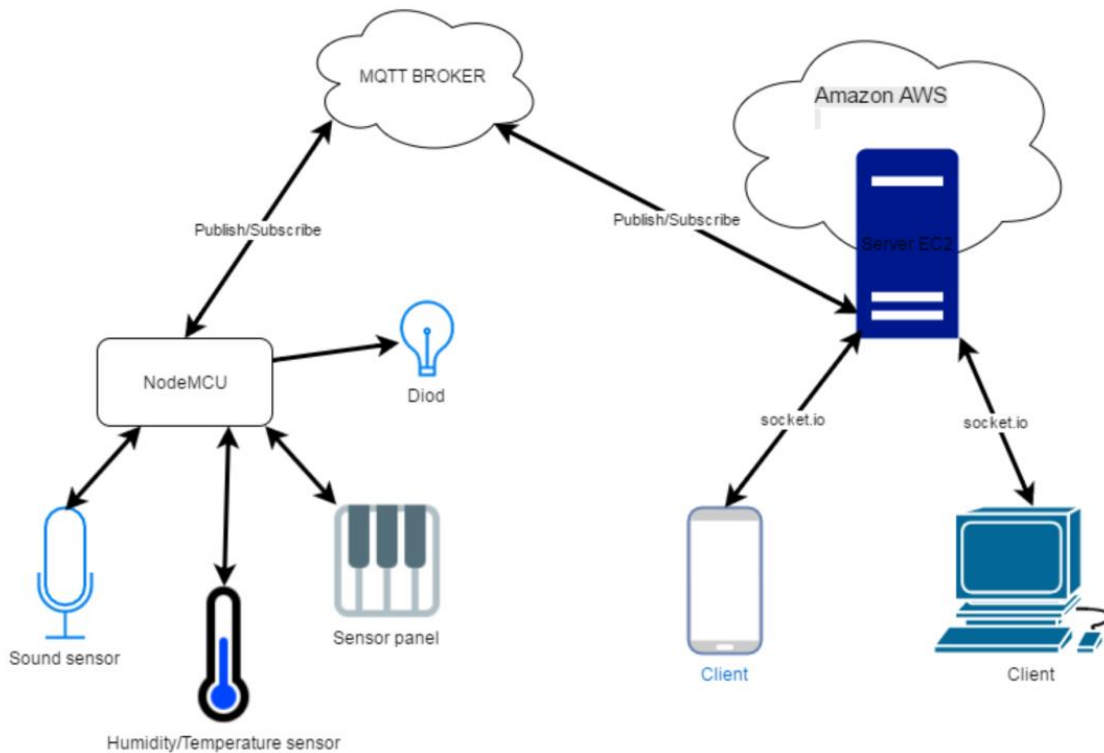 MQTT BROKER
Amazon AWS
Publish/Subscribe
Publish/Subscribe
Server EC2
NodeMCU
Diod
socket.io
socket.io
Sound sensor
Sensor panel
Humidity/Temperature sensor
Client
Client